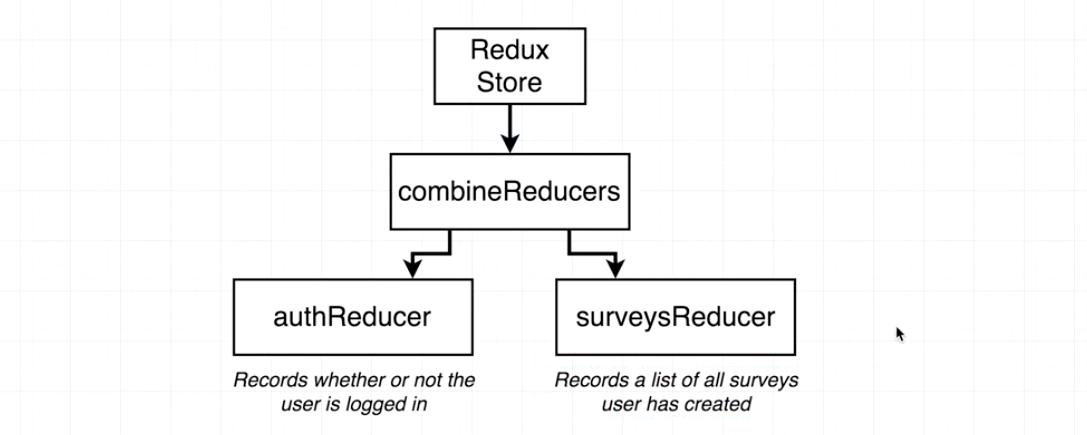 Redux
Store
combineReducers
authReducer
surveysReducer
Records whether or not the
user is logged in
Records a list of all surveys
user has created